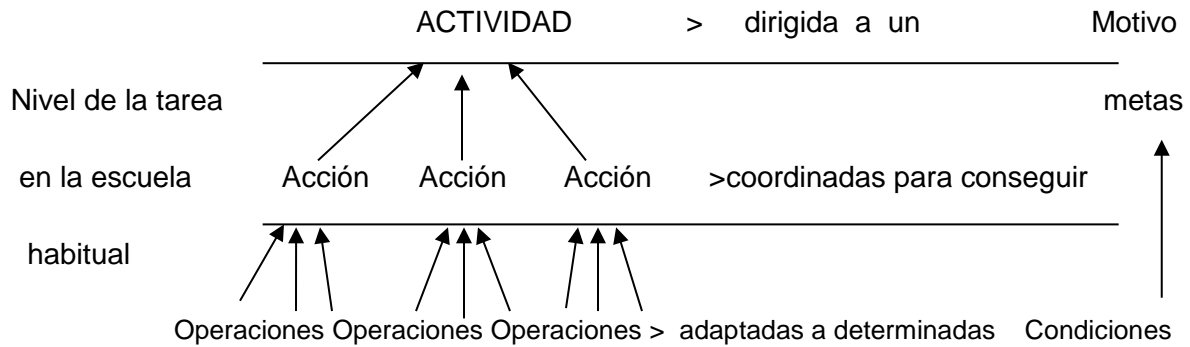 ACTIVIDAD > dirigida a un Motivo
Nivel de la tarea metas
en la escuela Acción Acción Acción >coordinadas para conseguir
habitual
Operaciones Operaciones Operaciones > adaptadas a determinadas Condiciones